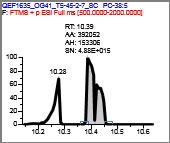 QEF1635_OG41_T5-45-2-7_SC PC-38:5
F: FTMS + p ESI Full ms [500.0000-2000.0000]
RT: 10.39
AA: 392052
AH: 153306
SN: 4.88E+015
100
80
60
40
20
0
10.28
10.2 10.3 10.4 10.5 10.6